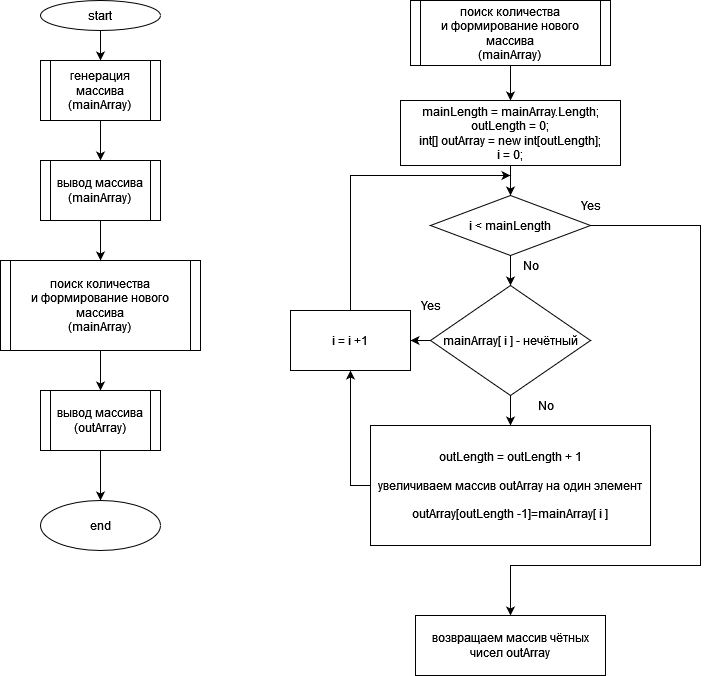 start
генерация
массива
(mainArray)
вывод массива
(mainArray)
поиск количества
и формирование нового
массива
(mainArray)
вывод массива
(outArray)
end
поиск количества
и формирование нового
массива
(mainArray)
mainLength = mainArray.Length;
outLength = 0;
int[] outArray = new int[outLength];
i = 0;
i < mainLength
Yes
No
mainArray[ i ] - нечётный
Yes
i = i +1
No
outLength = outLength + 1
увеличиваем массив outArray на один элемент
outArray[outLength -1]=mainArray[ i ]
возвращаем массив чётных
чисел outArray